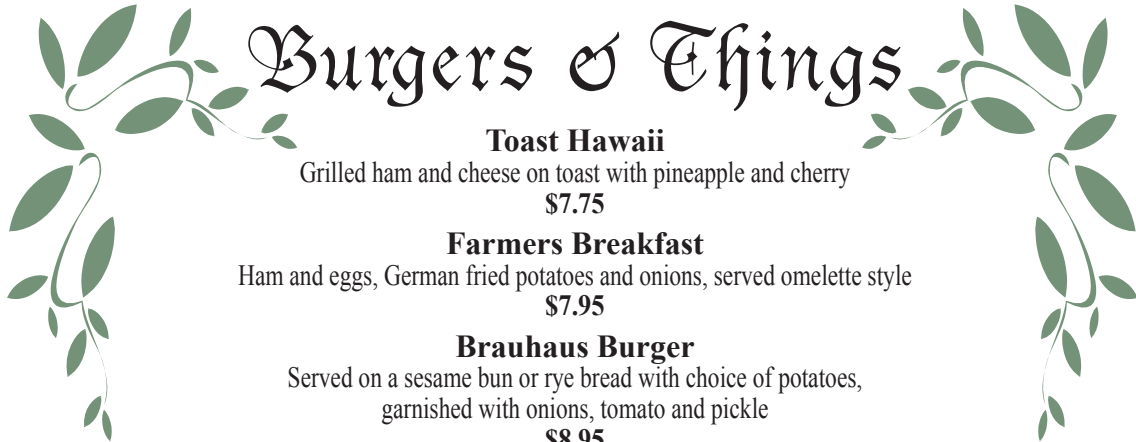 Burgers & Things
Toast Hawaii
Grilled ham and cheese on toast with pineapple and cherry
$7.75
Farmers Breakfast
Ham and eggs, German fried potatoes and onions, served omelette style
$7.95
Brauhaus Burger
Served on a sesame bun or rye bread with choice of potatoes,
garnished with onions, tomato and pickle
$8.95